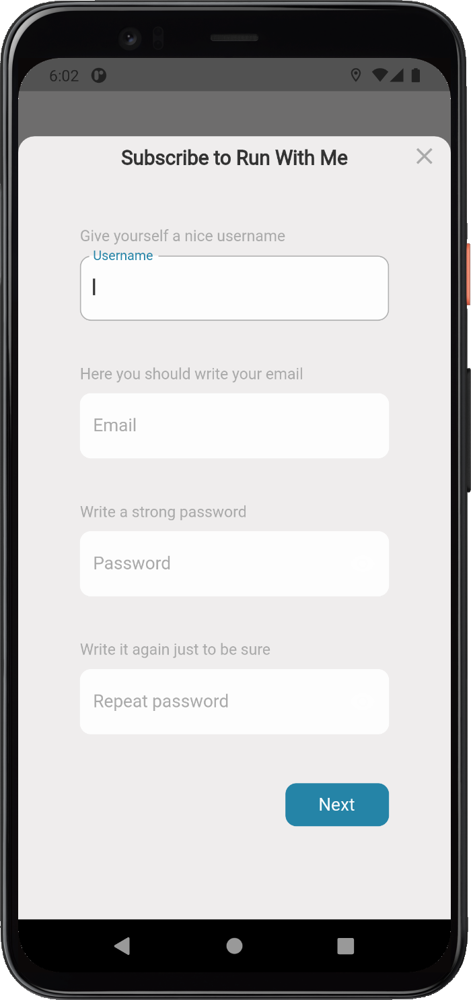 6:02
Subscribe to Run With Me
Give yourself a nice username
Username
Here you should write your email
Email
Write a strong password
Password
Write it again just to be sure
Repeat password
Next